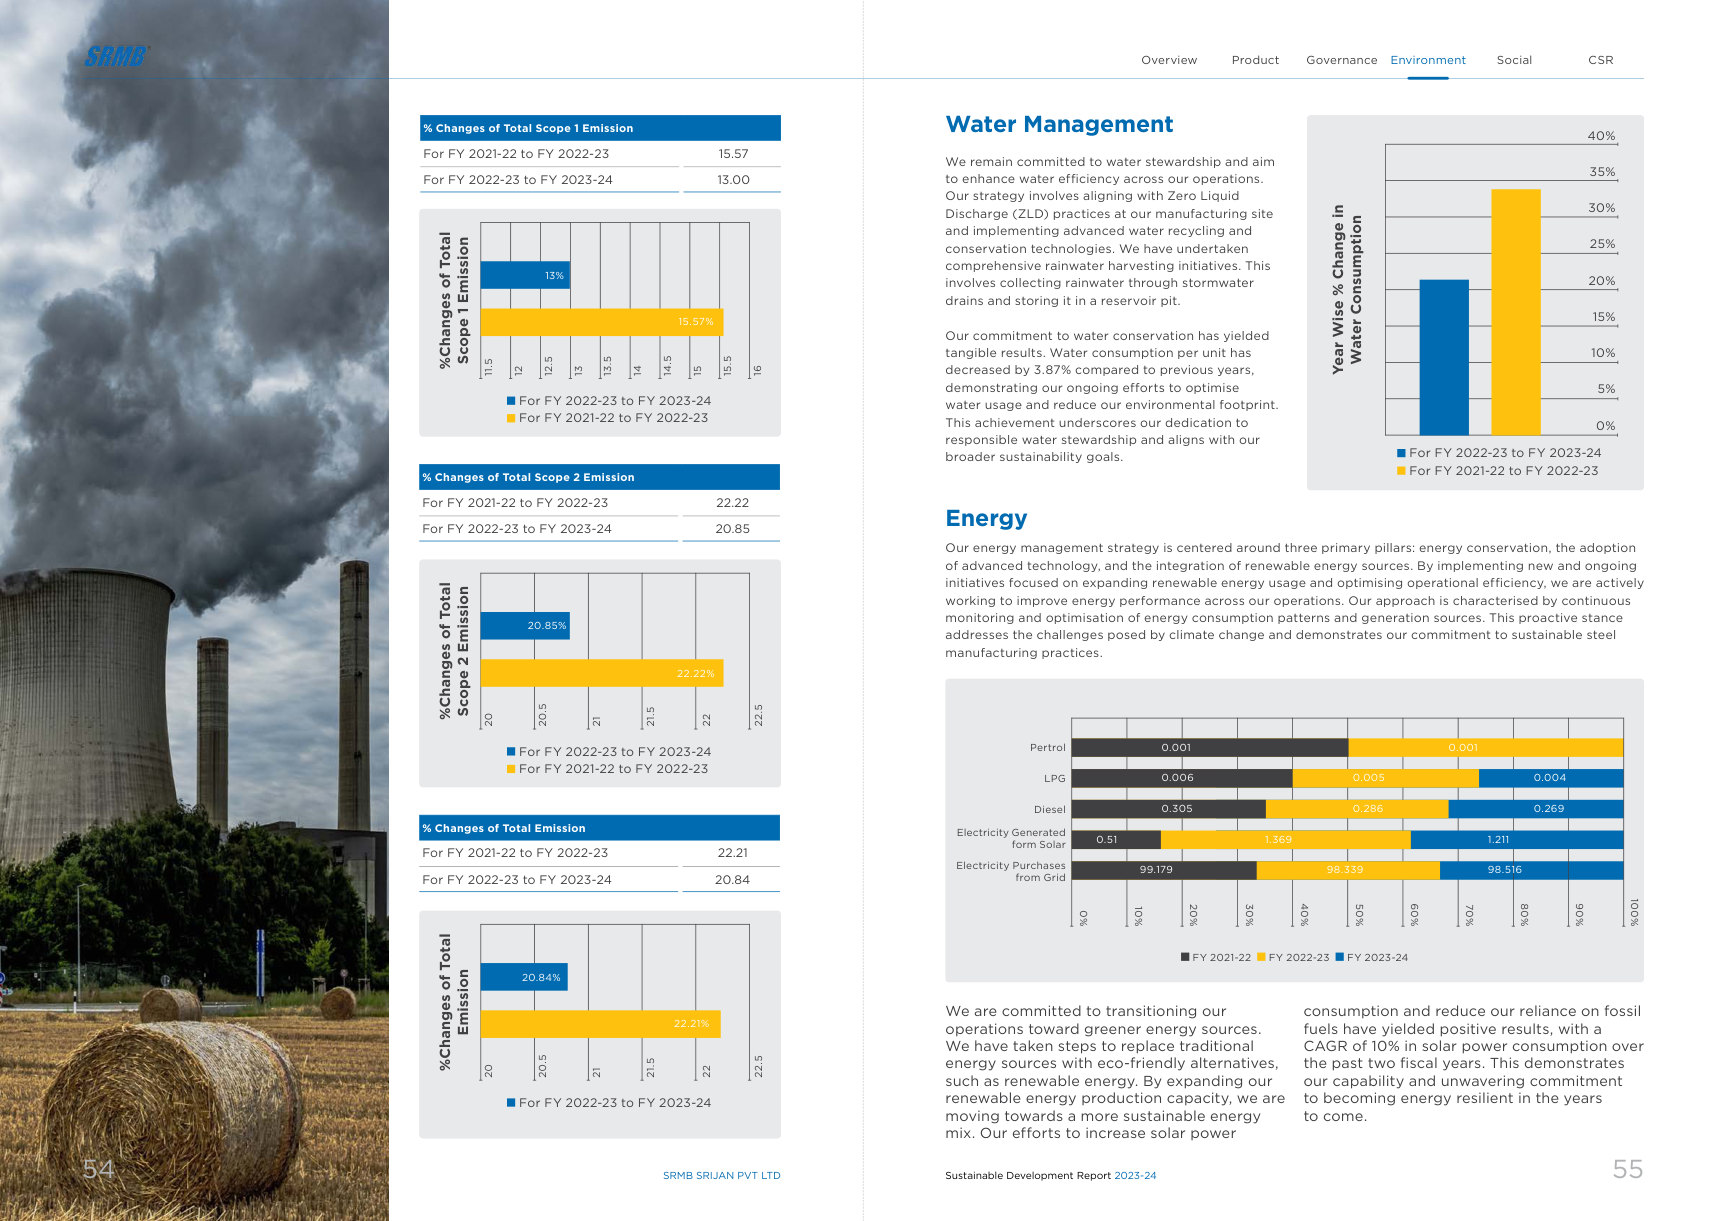 SRMB
Overview Product Governance Environment Social CSR
% Changes of Total Scope 1 Emission
For FY 2021-22 to FY 2022-23 15.57
For FY 2022-23 to FY 2023-24 13.00
%Changes of Total
Scope 1 Emission
13%
15.57%
11.5 12 12.5 13 13.5 14 14.5 15 15.5 16
For FY 2022-23 to FY 2023-24
For FY 2021-22 to FY 2022-23
% Changes of Total Scope 2 Emission
For FY 2021-22 to FY 2022-23 22.22
For FY 2022-23 to FY 2023-24 20.85
%Changes of Total
Scope 2 Emission
20.85%
22.22%
20 20.5 21 21.5 22 22.5
For FY 2022-23 to FY 2023-24
For FY 2021-22 to FY 2022-23
% Changes of Total Emission
For FY 2021-22 to FY 2022-23 22.21
For FY 2022-23 to FY 2023-24 20.84
%Changes of Total
Emission
20.84%
22.21%
20 20.5 21 21.5 22 22.5
For FY 2022-23 to FY 2023-24
54
SRMB SRIJAN PVT LTD
Water Management
We remain committed to water stewardship and aim
to enhance water efficiency across our operations.
Our strategy involves aligning with Zero Liquid
Discharge (ZLD) practices at our manufacturing site
and implementing advanced water recycling and
conservation technologies. We have undertaken
comprehensive rainwater harvesting initiatives. This
involves collecting rainwater through stormwater
drains and storing it in a reservoir pit.
Our commitment to water conservation has yielded
tangible results. Water consumption per unit has
decreased by 3.87% compared to previous years,
demonstrating our ongoing efforts to optimise
water usage and reduce our environmental footprint.
This achievement underscores our dedication to
responsible water stewardship and aligns with our
broader sustainability goals.
Year Wise % Change in
Water Consumption
40%
35%
30%
25%
20%
15%
10%
5%
0%
For FY 2022-23 to FY 2023-24
For FY 2021-22 to FY 2022-23
Energy
Our energy management strategy is centered around three primary pillars: energy conservation, the adoption
of advanced technology, and the integration of renewable energy sources. By implementing new and ongoing
initiatives focused on expanding renewable energy usage and optimising operational efficiency, we are actively
working to improve energy performance across our operations. Our approach is characterised by continuous
monitoring and optimisation of energy consumption patterns and generation sources. This proactive stance
addresses the challenges posed by climate change and demonstrates our commitment to sustainable steel
manufacturing practices.
Pertrol 0.001 0.001
LPG 0.006 0.005 0.004
Diesel 0.305 0.286 0.269
Electricity Generated
form Solar 0.51 1.369 1.211
Electricity Purchases
from Grid 99.179 98.339 98.516
0% 10% 20% 30% 40% 50% 60% 70% 80% 90% 100%
FY 2021-22 FY 2022-23 FY 2023-24
We are committed to transitioning our
operations toward greener energy sources.
We have taken steps to replace traditional
energy sources with eco-friendly alternatives,
such as renewable energy. By expanding our
renewable energy production capacity, we are
moving towards a more sustainable energy
mix. Our efforts to increase solar power
consumption and reduce our reliance on fossil
fuels have yielded positive results, with a
CAGR of 10% in solar power consumption over
the past two fiscal years. This demonstrates
our capability and unwavering commitment
to becoming energy resilient in the years
to come.
Sustainable Development Report 2023-24
55